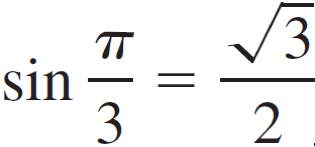 sin π/3 = √3/2